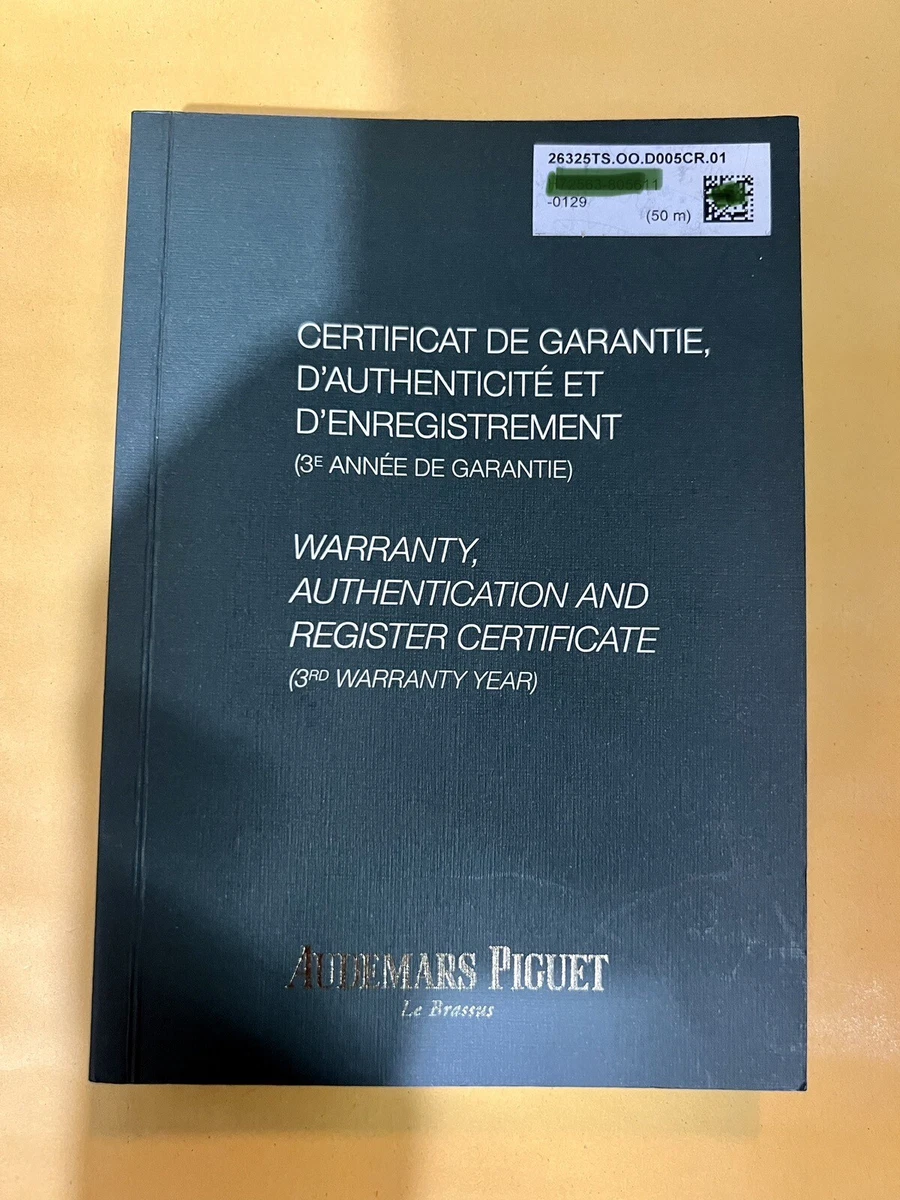 26325TS.OO.D005CR.01
-0129
(50 m)
CERTIFICAT DE GARANTIE,
D'AUTHENTICITÉ ET
D'ENREGISTREMENT
(3E ANNÉE DE GARANTIE)
WARRANTY,
AUTHENTICATION AND
REGISTER CERTIFICATE
(3RD WARRANTY YEAR)
AUDEMARS PIGUET
Le Brassus